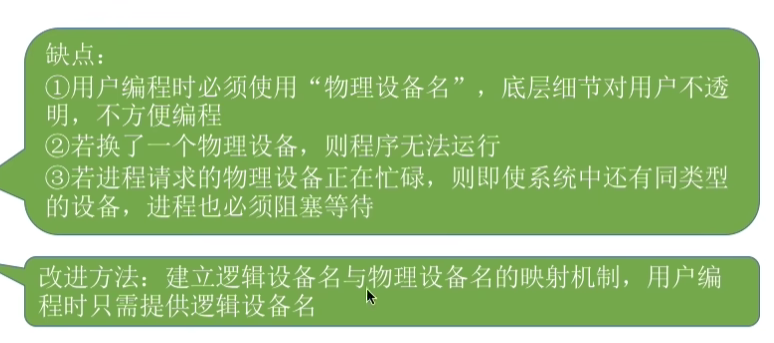 缺点：
①用户编程时必须使用“物理设备名”，底层细节对用户不透
明，不方便编程
②若换了一个物理设备，则程序无法运行
③若进程请求的物理设备正在忙碌，则即使系统中还有同类型
的设备，进程也必须阻塞等待
改进方法：建立逻辑设备名与物理设备名的映射机制，用户编
程时只需提供逻辑设备名